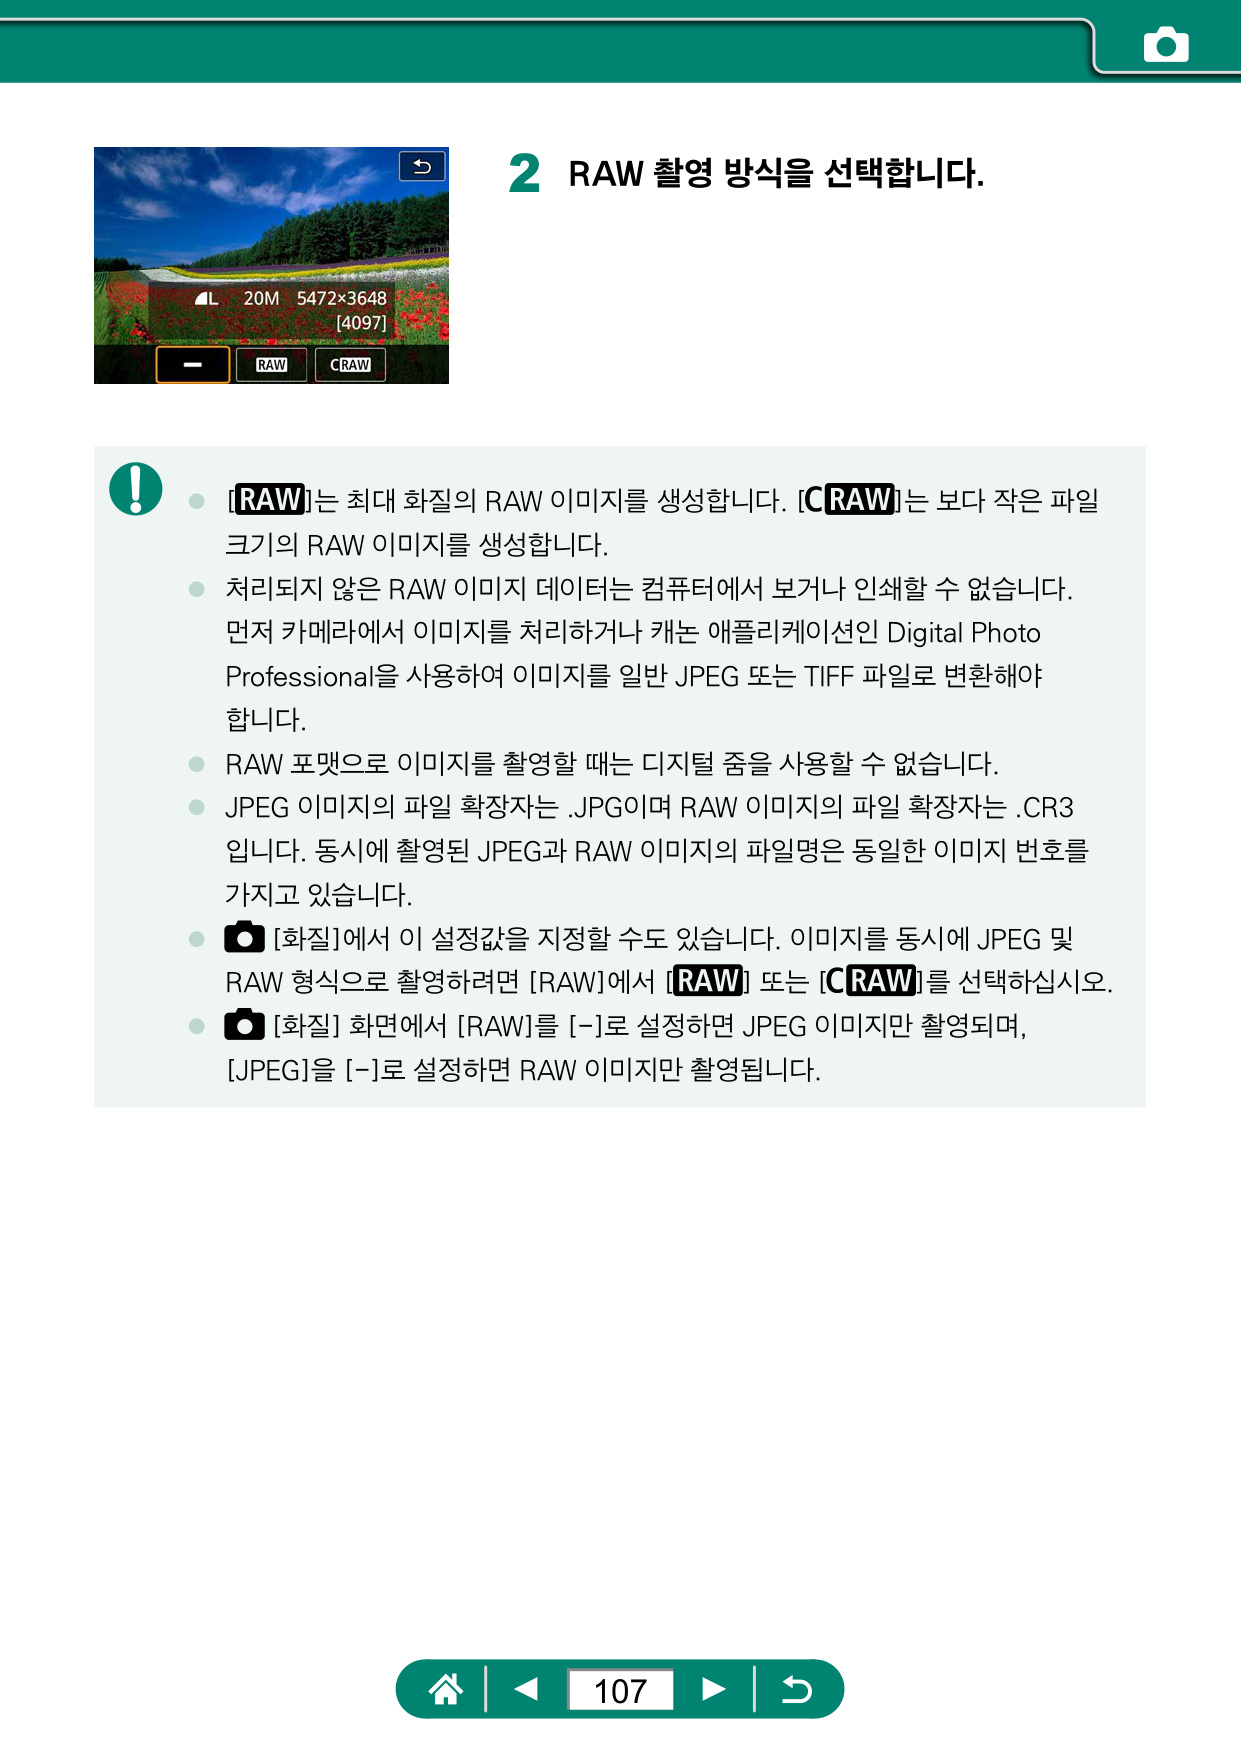 2 RAW 촬영 방식을 선택합니다.
L 20M 5472×3648
[4097]
– RAW CRAW
[RAW]는 최대 화질의 RAW 이미지를 생성합니다. [CRAW]는 보다 작은 파일
크기의 RAW 이미지를 생성합니다.
처리되지 않은 RAW 이미지 데이터는 컴퓨터에서 보거나 인쇄할 수 없습니다.
먼저 카메라에서 이미지를 처리하거나 캐논 애플리케이션인 Digital Photo
Professional을 사용하여 이미지를 일반 JPEG 또는 TIFF 파일로 변환해야
합니다.
RAW 포맷으로 이미지를 촬영할 때는 디지털 줌을 사용할 수 없습니다.
JPEG 이미지의 파일 확장자는 .JPG이며 RAW 이미지의 파일 확장자는 .CR3
입니다. 동시에 촬영된 JPEG과 RAW 이미지의 파일명은 동일한 이미지 번호를
가지고 있습니다.
[화질]에서 이 설정값을 지정할 수도 있습니다. 이미지를 동시에 JPEG 및
RAW 형식으로 촬영하려면 [RAW]에서 [RAW] 또는 [CRAW]를 선택하십시오.
[화질] 화면에서 [RAW]를 [–]로 설정하면 JPEG 이미지만 촬영되며,
[JPEG]을 [–]로 설정하면 RAW 이미지만 촬영됩니다.
107